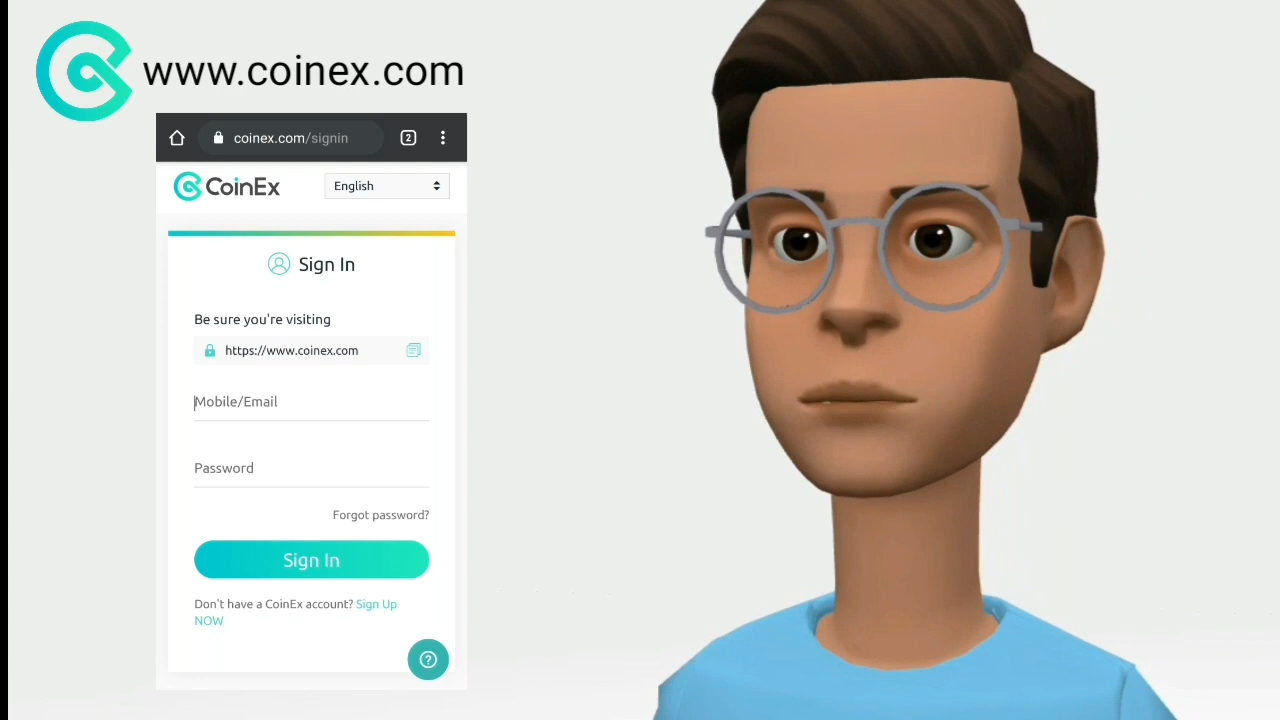 www.coinex.com
coinex.com/signin
2
CoinEx
English
Sign In
Be sure you're visiting
https://www.coinex.com
Mobile/Email
Password
Forgot password?
Sign In
Don't have a CoinEx account? Sign Up
NOW
?